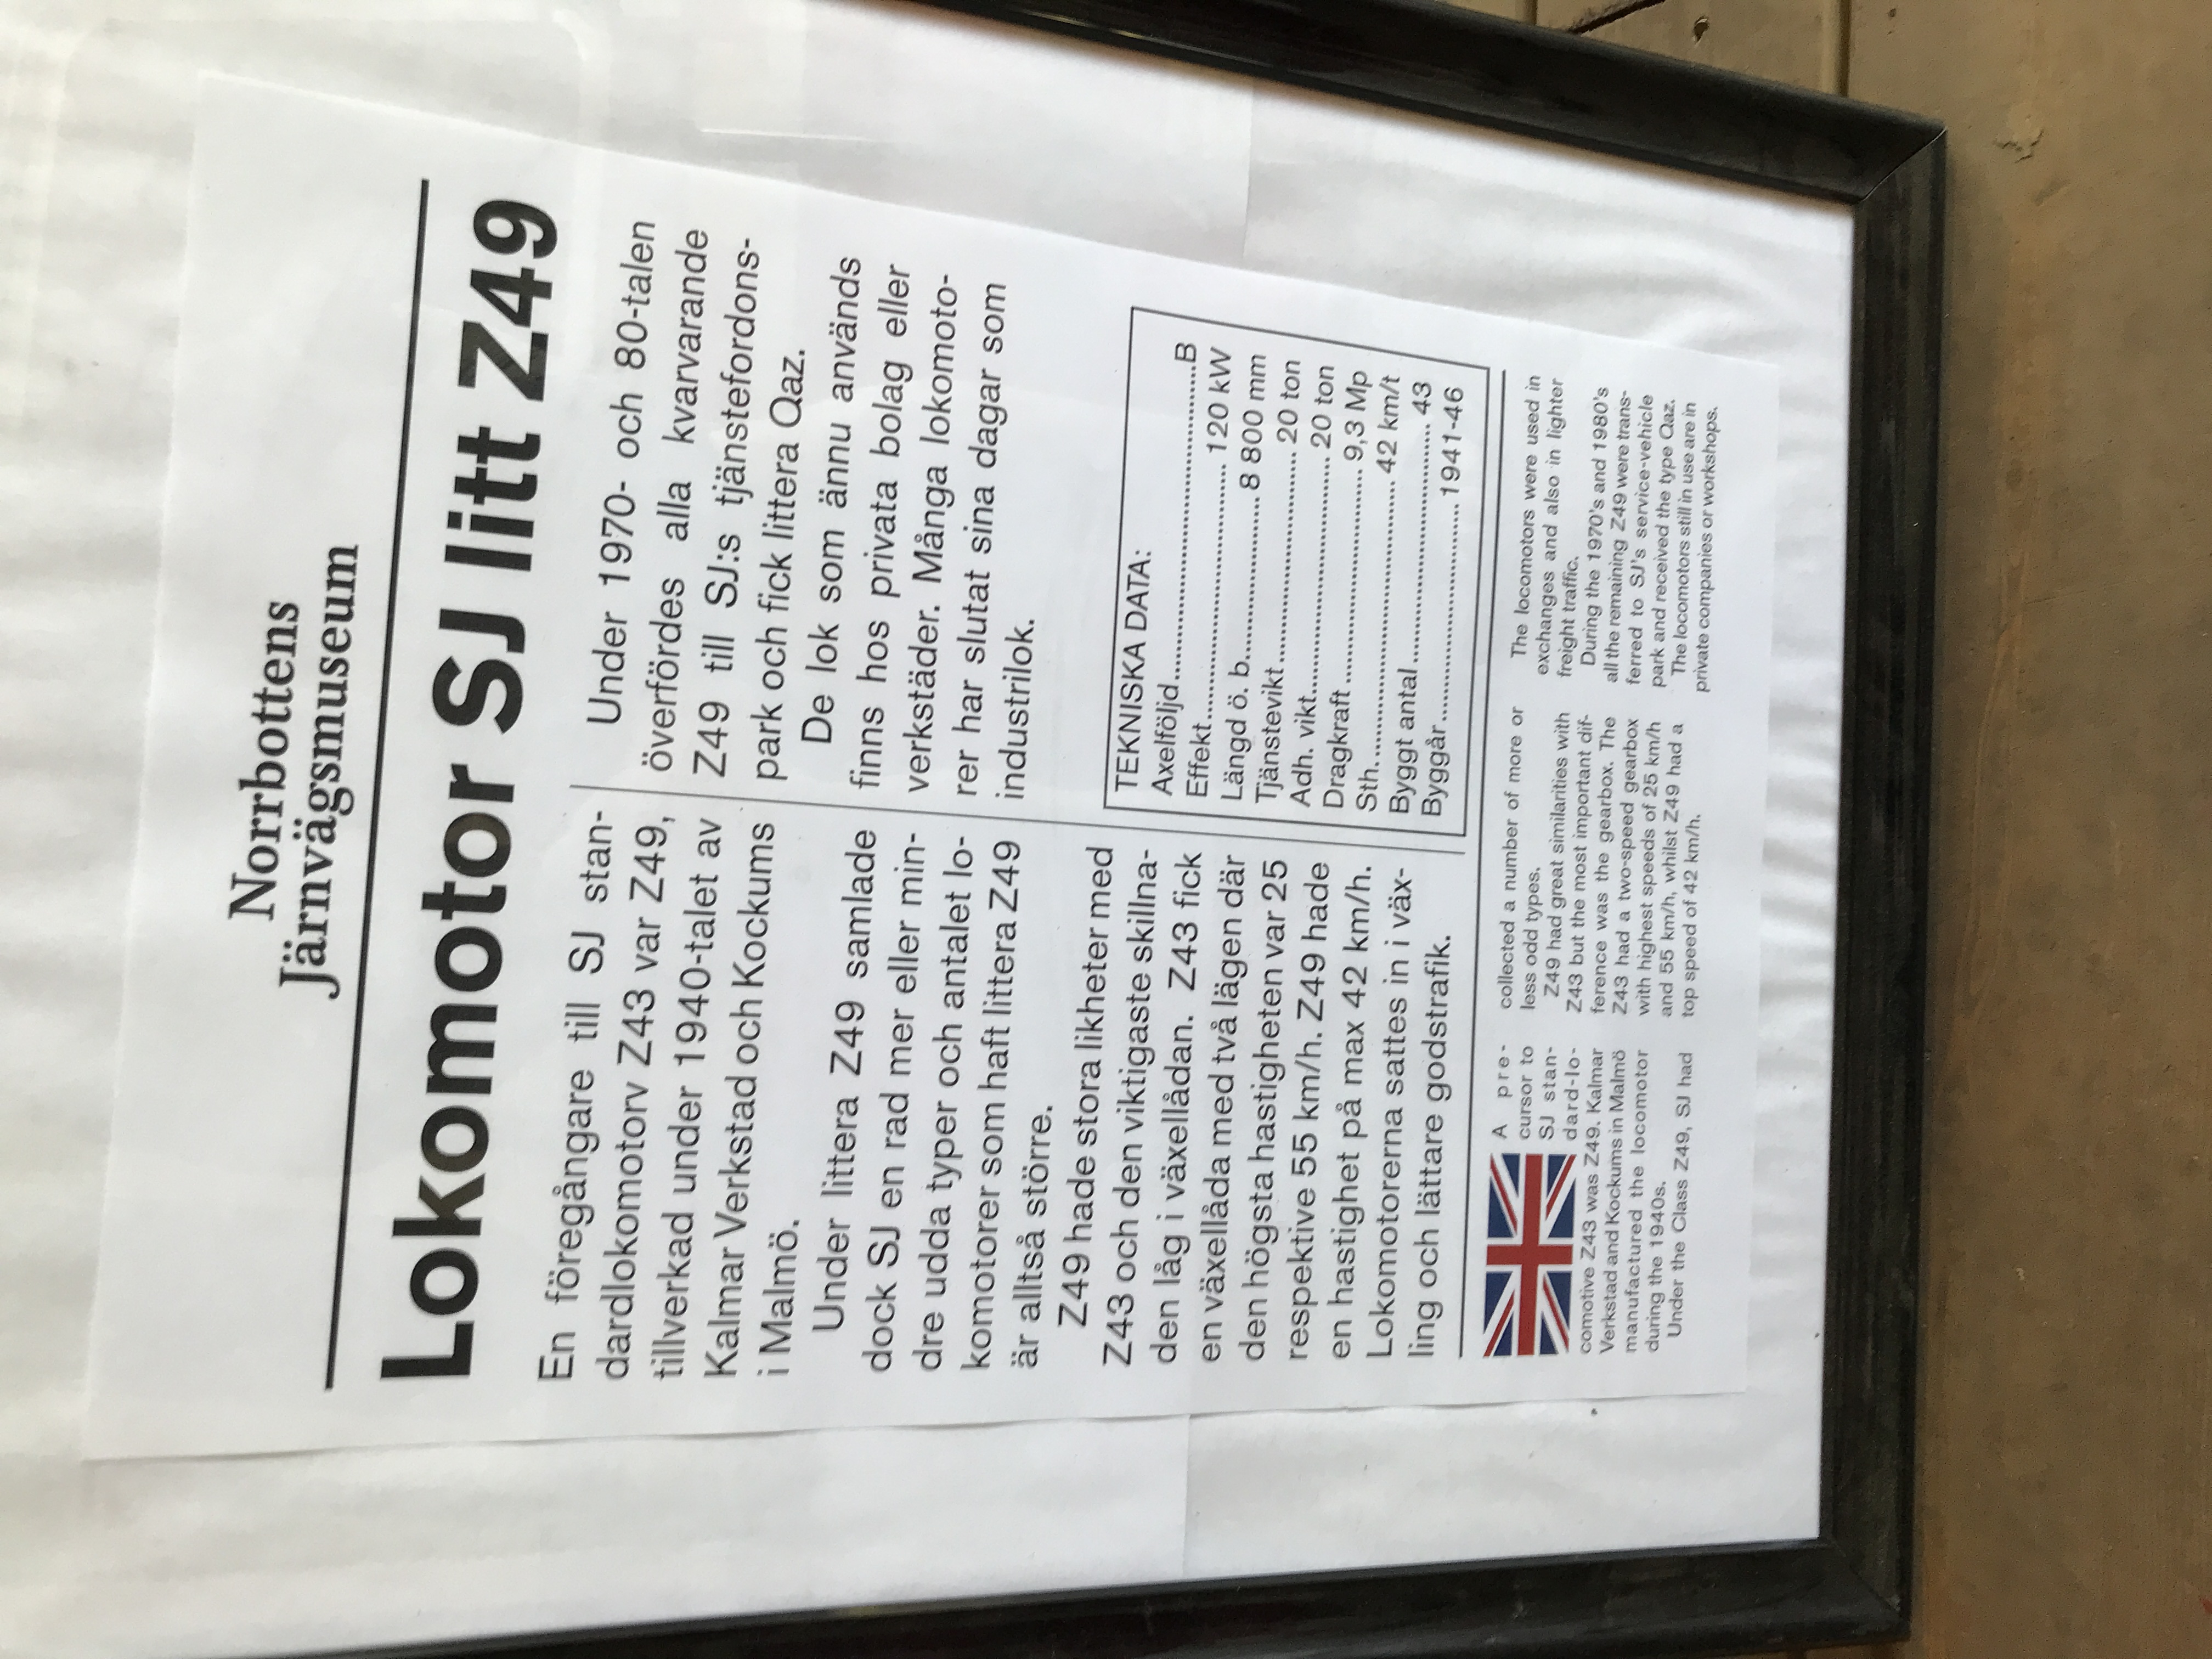 Norrbottens
Järnvägsmuseum
Lokomotor SJ litt Z49
En föregångare till SJ stan-
dardlokomotorv Z43 var Z49,
tillverkad under 1940-talet av
Kalmar Verkstad och Kockums
i Malmö.
Under littera Z49 samlade
dock SJ en rad mer eller min-
dre udda typer och antalet lo-
komotorer som haft littera Z49
är alltså större.
Z49 hade stora likheter med
Z43 och den viktigaste skillna-
den låg i växellådan. Z43 fick
en växellåda med två lägen där
den högsta hastigheten var 25
respektive 55 km/h. Z49 hade
en hastighet på max 42 km/h.
Lokomotorerna sattes in i väx-
ling och lättare godstrafik.
Under 1970- och 80-talen
överfördes alla kvarvarande
Z49 till SJ:s tjänstefordons-
park och fick littera Qaz.
De lok som ännu används
finns hos privata bolag eller
verkstäder. Många lokomoto-
rer har slutat sina dagar som
industrilok.
TEKNISKA DATA:
Axelföljd..............................B
Effekt.......................... 120 kW
Längd ö. b................8 800 mm
Tjänstevikt...................... 20 ton
Adh. vikt........................ 20 ton
Dragkraft..................... 9,3 Mp
Sth............................. 42 km/t
Byggt antal........................ 43
Byggår....................... 1941-46
A pre-
cursor to
SJ stan-
dard-lo-
comotive Z43 was Z49. Kalmar
Verkstad and Kockums in Malmö
manufactured the locomotor
during the 1940s.
Under the Class Z49, SJ had
collected a number of more or
less odd types.
Z49 had great similarities with
Z43 but the most important dif-
ference was the gearbox. The
Z43 had a two-speed gearbox
with highest speeds of 25 km/h
and 55 km/h, whilst Z49 had a
top speed of 42 km/h.
The locomotors were used in
exchanges and also in lighter
freight traffic.
During the 1970's and 1980's
all the remaining Z49 were trans-
ferred to SJ's service-vehicle
park and received the type Qaz.
The locomotors still in use are in
private companies or workshops.